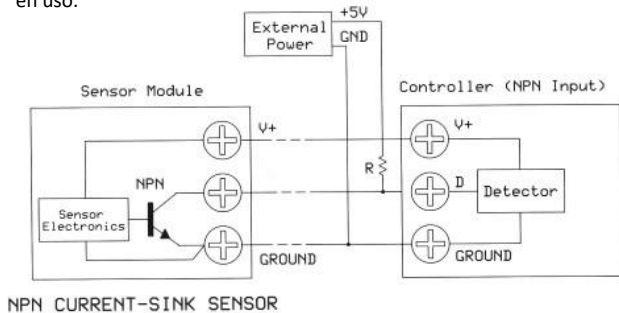 en uso.
+5V
External
Power
GND
Sensor Module
Controller (NPN Input)
V+
V+
R
NPN
D
Detector
Sensor
Electronics
GROUND
GROUND
NPN CURRENT-SINK SENSOR